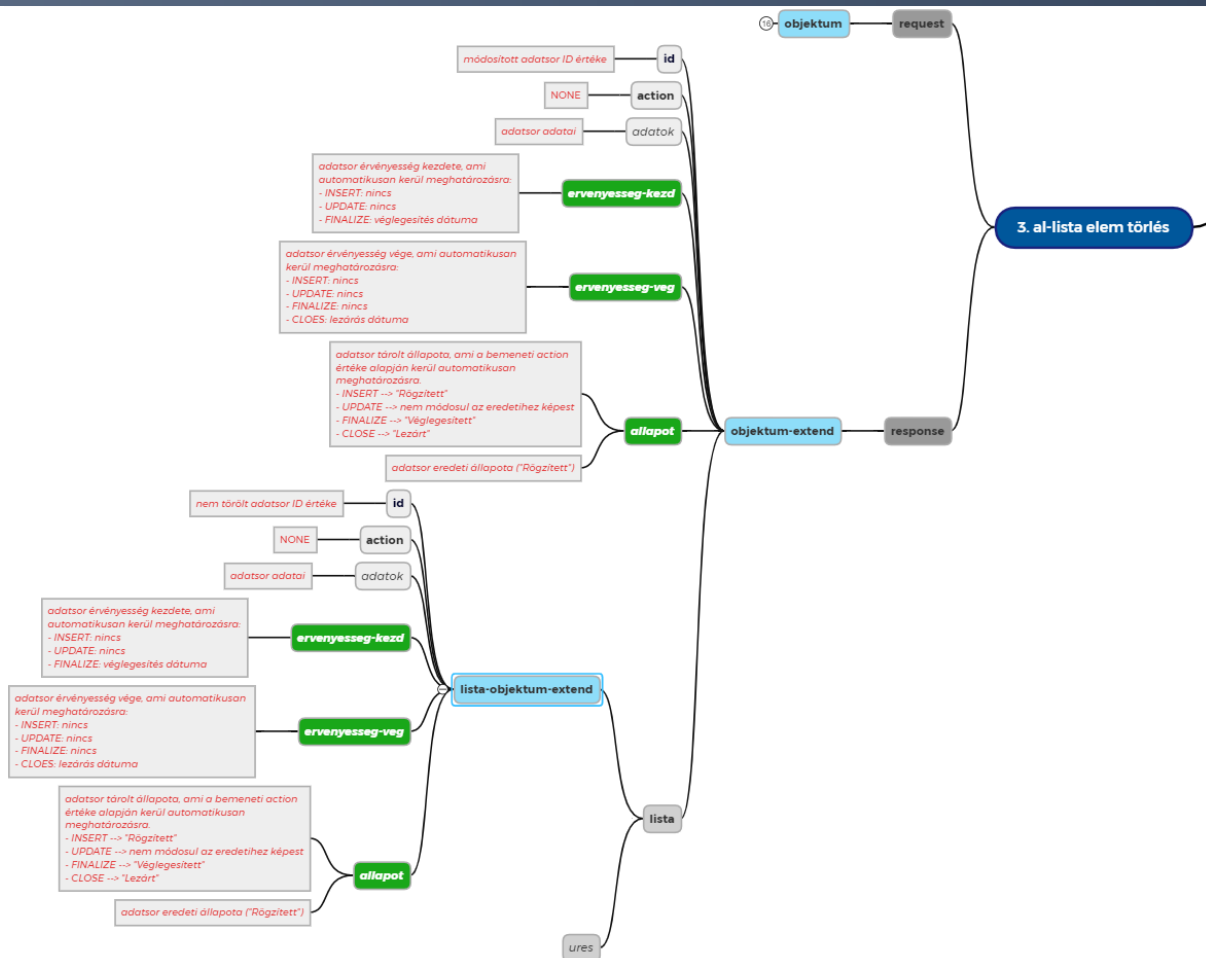 16
objektum
request
módosított adatsor ID értéke
id
NONE
action
adatsor adatai
adatok
adatsor érvényesség kezdete, ami
automatikusan kerül meghatározásra:
- INSERT: nincs
- UPDATE: nincs
- FINALIZE: véglegesítés dátuma
ervenyesseg-kezd
3. al-lista elem törlés
adatsor érvényesség vége, ami automatikusan
kerül meghatározásra:
- INSERT: nincs
- UPDATE: nincs
- FINALIZE: nincs
- CLOES: lezárás dátuma
ervenyesseg-veg
adatsor tárolt állapota, ami a bemeneti action
értéke alapján kerül automatikusan
meghatározásra.
- INSERT --> "Rögzített"
- UPDATE --> nem módosul az eredetihez képest
- FINALIZE --> "Véglegesített"
- CLOSE --> "Lezárt"
allapot
objektum-extend
response
adatsor eredeti állapota ("Rögzített")
nem törölt adatsor ID értéke
id
NONE
action
adatsor adatai
adatok
adatsor érvényesség kezdete, ami
automatikusan kerül meghatározásra:
- INSERT: nincs
- UPDATE: nincs
- FINALIZE: véglegesítés dátuma
ervenyesseg-kezd
lista-objektum-extend
adatsor érvényesség vége, ami automatikusan
kerül meghatározásra:
- INSERT: nincs
- UPDATE: nincs
- FINALIZE: nincs
- CLOES: lezárás dátuma
ervenyesseg-veg
adatsor tárolt állapota, ami a bemeneti action
értéke alapján kerül automatikusan
meghatározásra.
- INSERT --> "Rögzített"
- UPDATE --> nem módosul az eredetihez képest
- FINALIZE --> "Véglegesített"
- CLOSE --> "Lezárt"
lista
allapot
adatsor eredeti állapota ("Rögzített")
ures